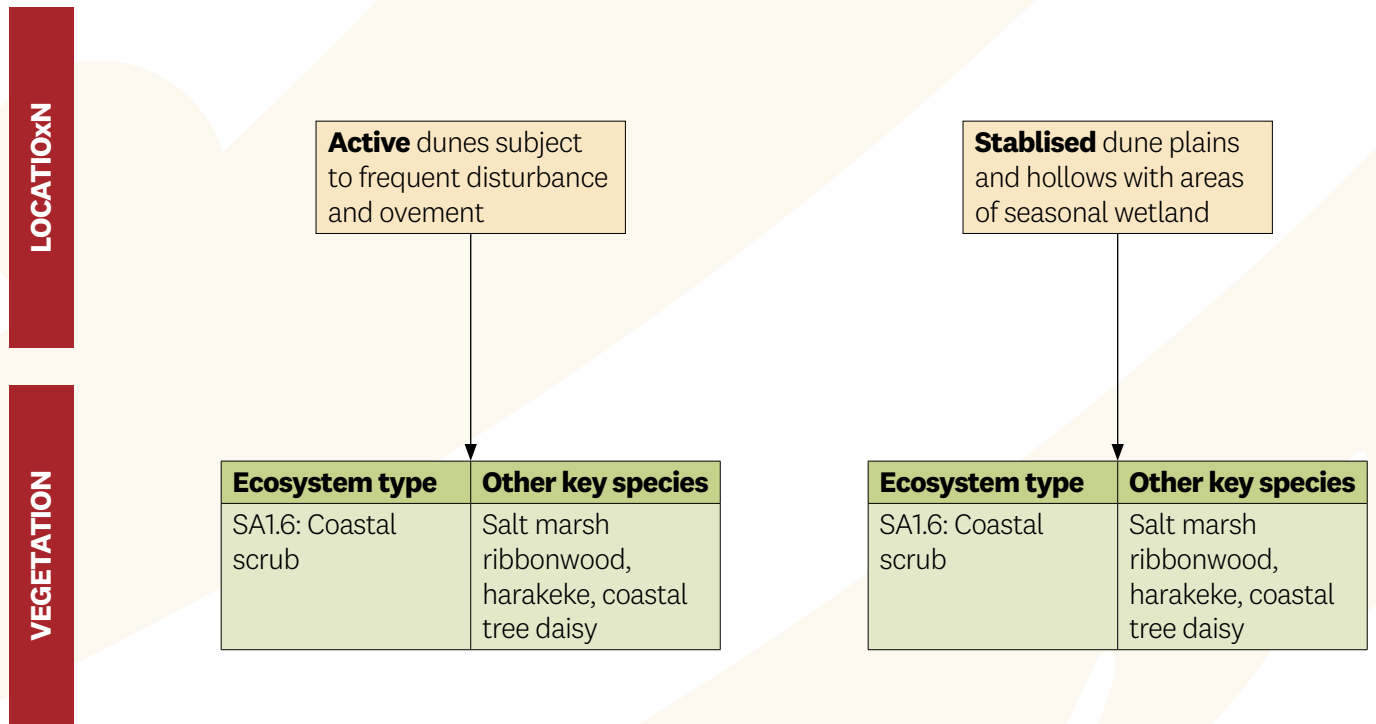 LOCATIOxN
Active dunes subject
to frequent disturbance
and ovement
Stablised dune plains
and hollows with areas
of seasonal wetland
VEGETATION
Ecosystem type
Other key species
SA1.6: Coastal
scrub
Salt marsh
ribbonwood,
harakeke, coastal
tree daisy
Ecosystem type
Other key species
SA1.6: Coastal
scrub
Salt marsh
ribbonwood,
harakeke, coastal
tree daisy